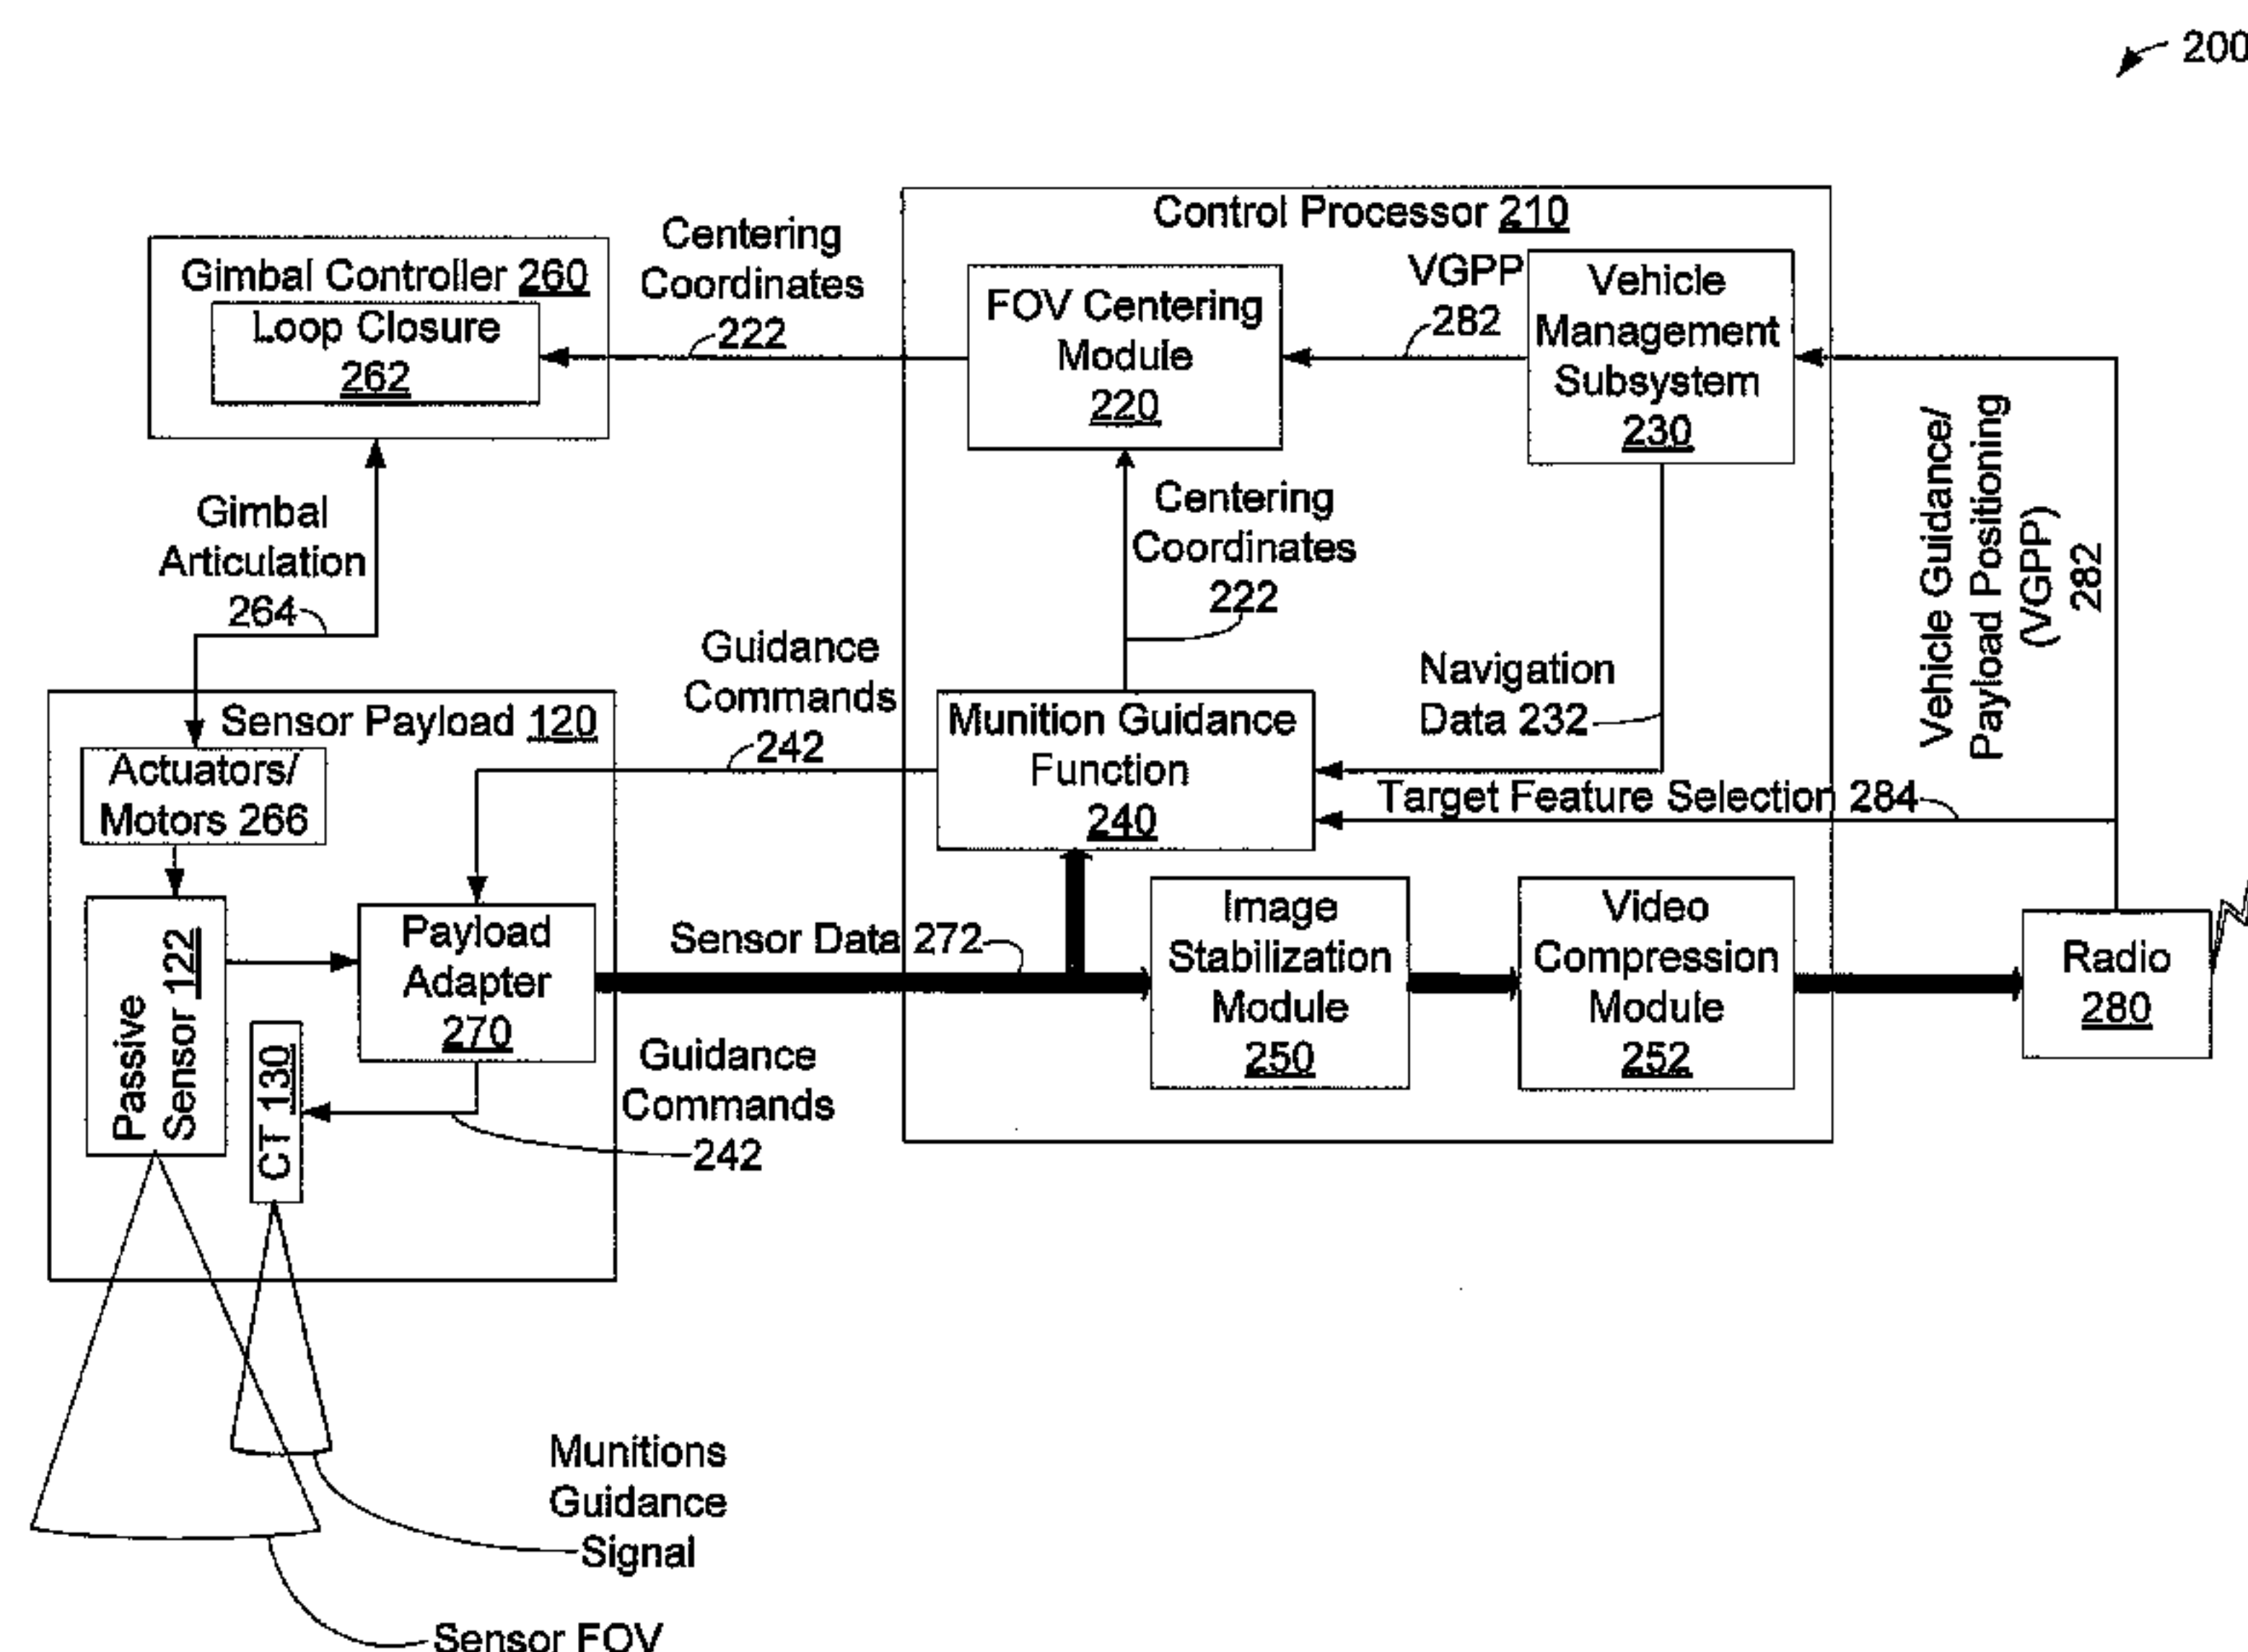 200
Control Processor 210
Gimbal Controller 260
Loop Closure
262
Centering
Coordinates
222
FOV Centering
Module
220
VGPP
282
Vehicle
Management
Subsystem
230
Vehicle Guidance/
Payload Positioning
(VGPP)
282
Gimbal
Articulation
264
Centering
Coordinates
222
Guidance
Commands
242
Navigation
Data 232
Munition Guidance
Function
240
Target Feature Selection 284
Sensor Payload 120
Actuators/
Motors 266
Passive
Sensor 122
CT 130
Payload
Adapter
270
Sensor Data 272
Image
Stabilization
Module
250
Video
Compression
Module
252
Radio
280
Guidance
Commands
242
Munitions
Guidance
Signal
Sensor FOV